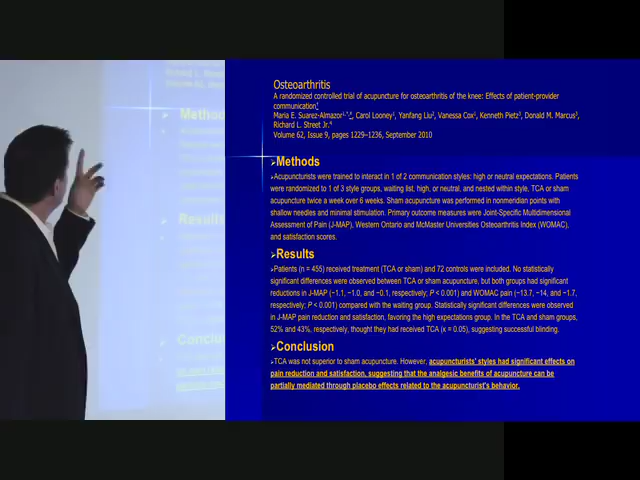 Osteoarthritis
A randomized controlled trial of acupuncture for osteoarthritis of the knee: Effects of patient-provider
communication
Maria E. Suarez-Almazor, Carol Looney, Yanfang Liu, Vanessa Cox, Kenneth Pietz, Donald M. Marcus,
Richard L. Street Jr.
Volume 62, Issue 9, pages 1229–1236, September 2010
➢Methods
➢Acupuncturists were trained to interact in 1 of 2 communication styles: high or neutral expectations. Patients
were randomized to 1 of 3 style groups, waiting list, high, or neutral, and nested within style, TCA or sham
acupuncture twice a week over 6 weeks. Sham acupuncture was performed in nonmeridian points with
shallow needles and minimal stimulation. Primary outcome measures were Joint-Specific Multidimensional
Assessment of Pain (J-MAP), Western Ontario and McMaster Universities Osteoarthritis Index (WOMAC),
and satisfaction scores.
➢Results
➢Patients (n = 455) received treatment (TCA or sham) and 72 controls were included. No statistically
significant differences were observed between TCA or sham acupuncture, but both groups had significant
reductions in J-MAP (−1.1, −1.0, and −0.1, respectively; P < 0.001) and WOMAC pain (−13.7, −14, and −1.7,
respectively; P < 0.001) compared with the waiting group. Statistically significant differences were observed
in J-MAP pain reduction and satisfaction, favoring the high expectations group. In the TCA and sham groups,
52% and 43%, respectively, thought they had received TCA (κ = 0.05), suggesting successful blinding.
➢Conclusion
➢TCA was not superior to sham acupuncture. However, acupuncturists' styles had significant effects on
pain reduction and satisfaction, suggesting that the analgesic benefits of acupuncture can be
partially mediated through placebo effects related to the acupuncturist's behavior.
➢ Method
➢ Results
➢ Conclu